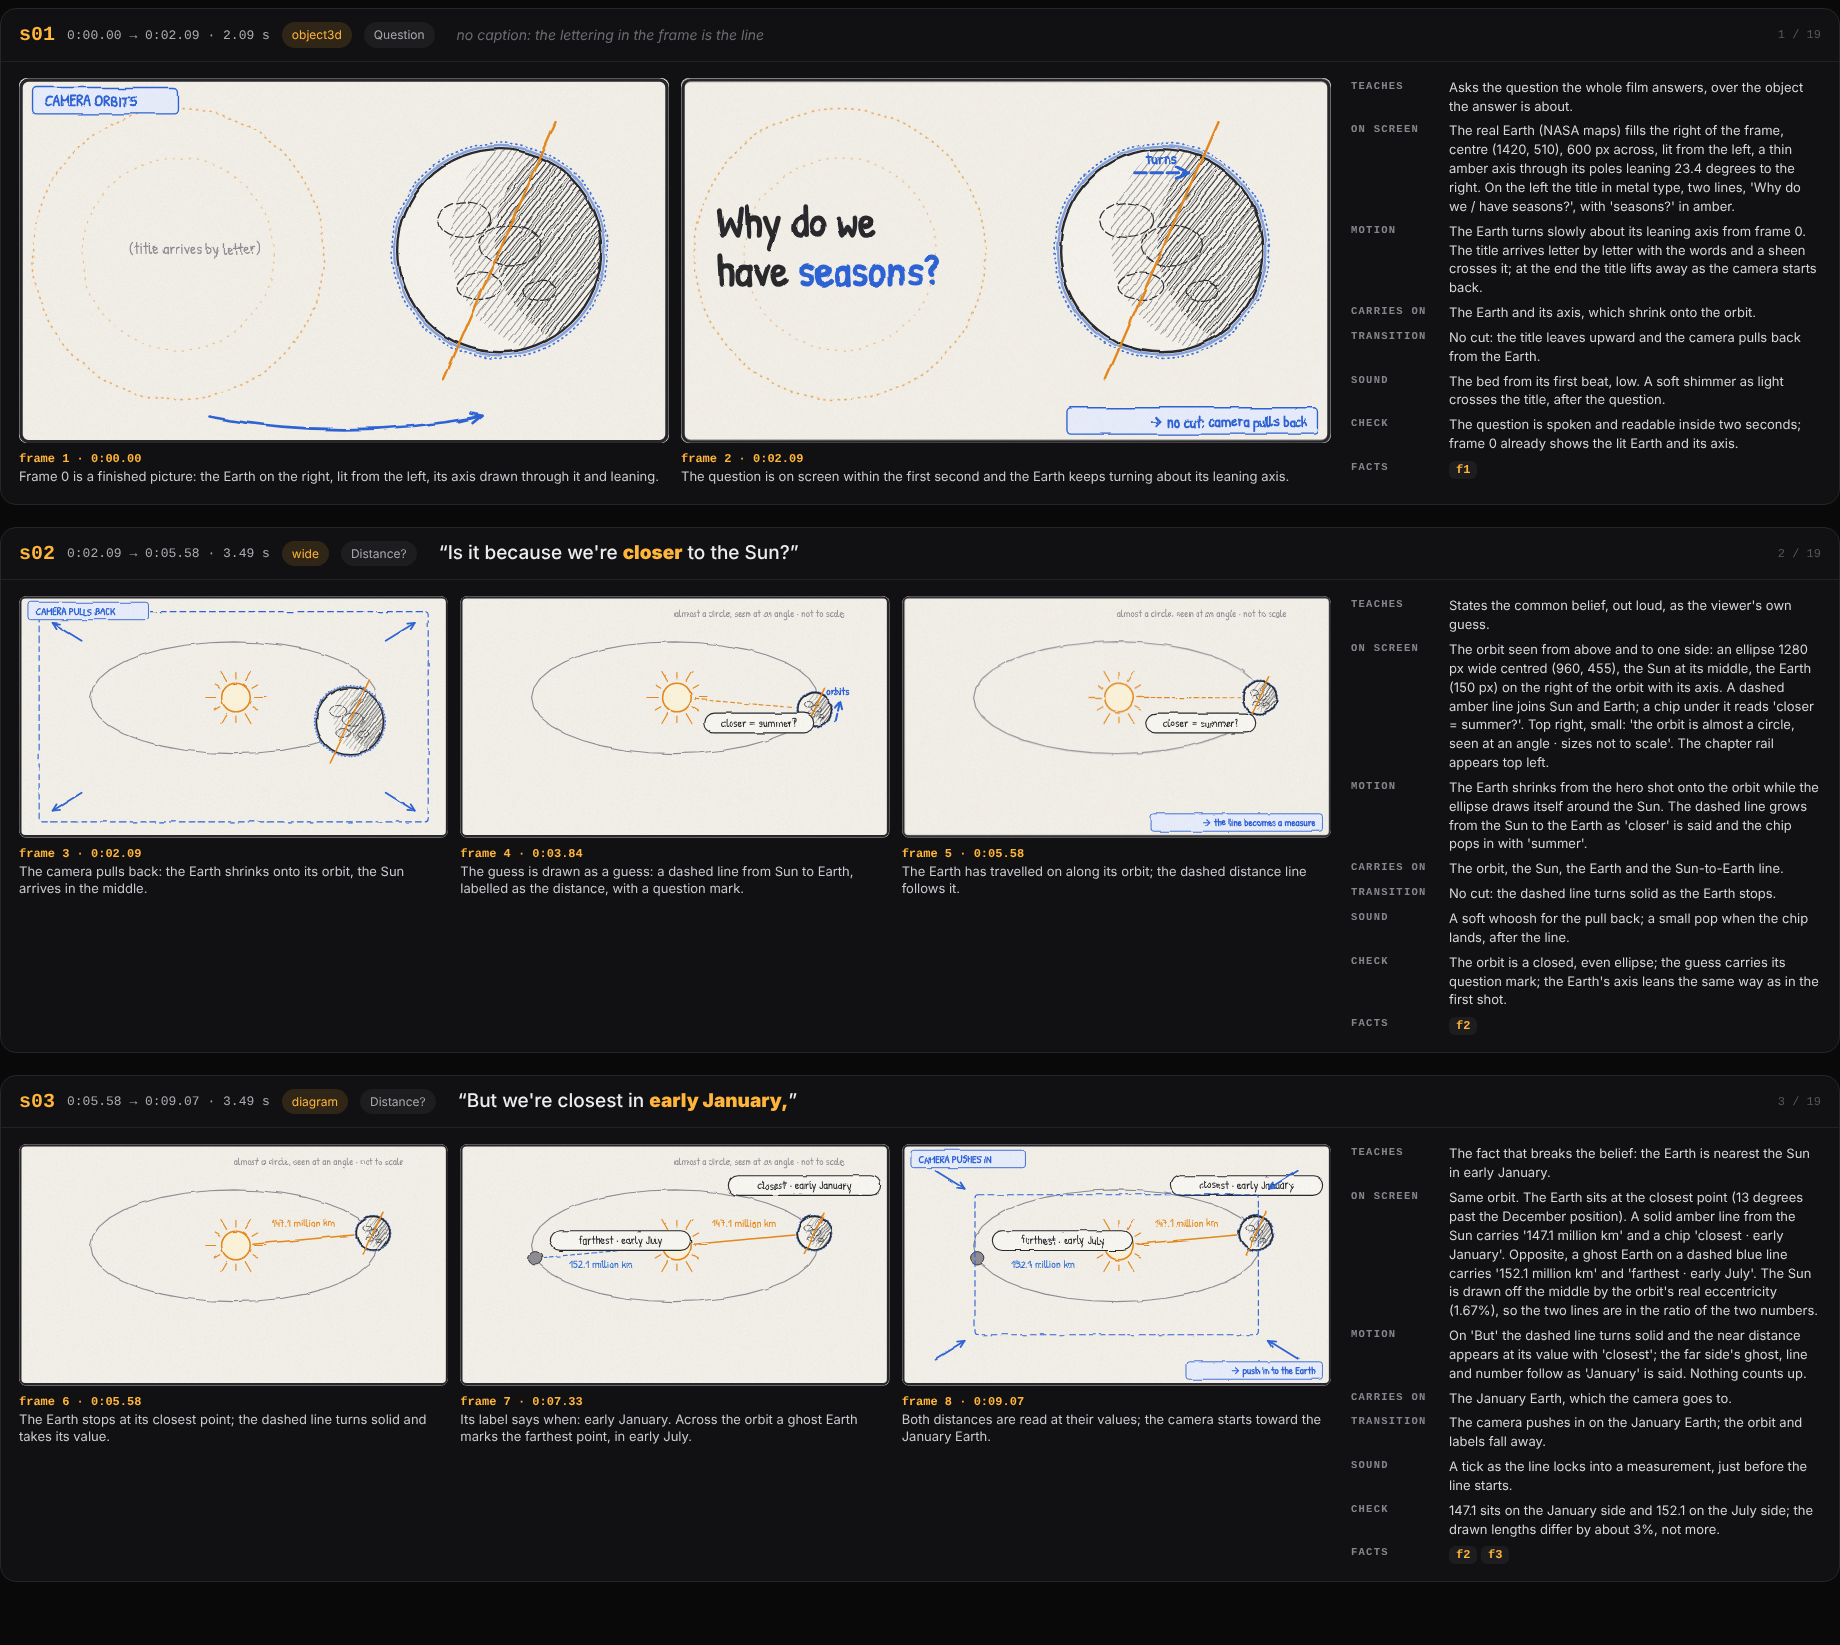 s01 0:00.00 → 0:02.09 · 2.09 s object3d Question no caption: the lettering in the frame is the line 1 / 19
CAMERA ORBITS
(title arrives by letter)
turns
Why do we
have seasons?
→ no cut: camera pulls back
frame 1 · 0:00.00
Frame 0 is a finished picture: the Earth on the right, lit from the left, its axis drawn through it and leaning.
frame 2 · 0:02.09
The question is on screen within the first second and the Earth keeps turning about its leaning axis.
TEACHES
Asks the question the whole film answers, over the object
the answer is about.
ON SCREEN
The real Earth (NASA maps) fills the right of the frame,
centre (1420, 510), 600 px across, lit from the left, a thin
amber axis through its poles leaning 23.4 degrees to the
right. On the left the title in metal type, two lines, 'Why do
we / have seasons?', with 'seasons?' in amber.
MOTION
The Earth turns slowly about its leaning axis from frame 0.
The title arrives letter by letter with the words and a sheen
crosses it; at the end the title lifts away as the camera starts
back.
CARRIES ON
The Earth and its axis, which shrink onto the orbit.
TRANSITION
No cut: the title leaves upward and the camera pulls back
from the Earth.
SOUND
The bed from its first beat, low. A soft shimmer as light
crosses the title, after the question.
CHECK
The question is spoken and readable inside two seconds;
frame 0 already shows the lit Earth and its axis.
FACTS
f1
s02 0:02.09 → 0:05.58 · 3.49 s wide Distance? “Is it because we're closer to the Sun?” 2 / 19
CAMERA PULLS BACK
almost a circle, seen at an angle · not to scale
orbits
closer = summer?
almost a circle, seen at an angle · not to scale
closer = summer?
→ the line becomes a measure
frame 3 · 0:02.09
The camera pulls back: the Earth shrinks onto its orbit, the Sun
arrives in the middle.
frame 4 · 0:03.84
The guess is drawn as a guess: a dashed line from Sun to Earth,
labelled as the distance, with a question mark.
frame 5 · 0:05.58
The Earth has travelled on along its orbit; the dashed distance line
follows it.
TEACHES
States the common belief, out loud, as the viewer's own
guess.
ON SCREEN
The orbit seen from above and to one side: an ellipse 1280
px wide centred (960, 455), the Sun at its middle, the Earth
(150 px) on the right of the orbit with its axis. A dashed
amber line joins Sun and Earth; a chip under it reads 'closer
= summer?'. Top right, small: 'the orbit is almost a circle,
seen at an angle · sizes not to scale'. The chapter rail
appears top left.
MOTION
The Earth shrinks from the hero shot onto the orbit while the
ellipse draws itself around the Sun. The dashed line grows
from the Sun to the Earth as 'closer' is said and the chip
pops in with 'summer'.
CARRIES ON
The orbit, the Sun, the Earth and the Sun-to-Earth line.
TRANSITION
No cut: the dashed line turns solid as the Earth stops.
SOUND
A soft whoosh for the pull back; a small pop when the chip
lands, after the line.
CHECK
The orbit is a closed, even ellipse; the guess carries its
question mark; the Earth's axis leans the same way as in the
first shot.
FACTS
f2
s03 0:05.58 → 0:09.07 · 3.49 s diagram Distance? “But we're closest in early January,” 3 / 19
almost a circle, seen at an angle · not to scale
147.1 million km
almost a circle, seen at an angle · not to scale
closest · early January
147.1 million km
farthest · early July
152.1 million km
CAMERA PUSHES IN
closest · early January
147.1 million km
farthest · early July
152.1 million km
→ push in to the Earth
frame 6 · 0:05.58
The Earth stops at its closest point; the dashed line turns solid and
takes its value.
frame 7 · 0:07.33
Its label says when: early January. Across the orbit a ghost Earth
marks the farthest point, in early July.
frame 8 · 0:09.07
Both distances are read at their values; the camera starts toward the
January Earth.
TEACHES
The fact that breaks the belief: the Earth is nearest the Sun
in early January.
ON SCREEN
Same orbit. The Earth sits at the closest point (13 degrees
past the December position). A solid amber line from the
Sun carries '147.1 million km' and a chip 'closest · early
January'. Opposite, a ghost Earth on a dashed blue line
carries '152.1 million km' and 'farthest · early July'. The Sun
is drawn off the middle by the orbit's real eccentricity
(1.67%), so the two lines are in the ratio of the two numbers.
MOTION
On 'But' the dashed line turns solid and the near distance
appears at its value with 'closest'; the far side's ghost, line
and number follow as 'January' is said. Nothing counts up.
CARRIES ON
The January Earth, which the camera goes to.
TRANSITION
The camera pushes in on the January Earth; the orbit and
labels fall away.
SOUND
A tick as the line locks into a measurement, just before the
line starts.
CHECK
147.1 sits on the January side and 152.1 on the July side; the
drawn lengths differ by about 3%, not more.
FACTS
f2 f3